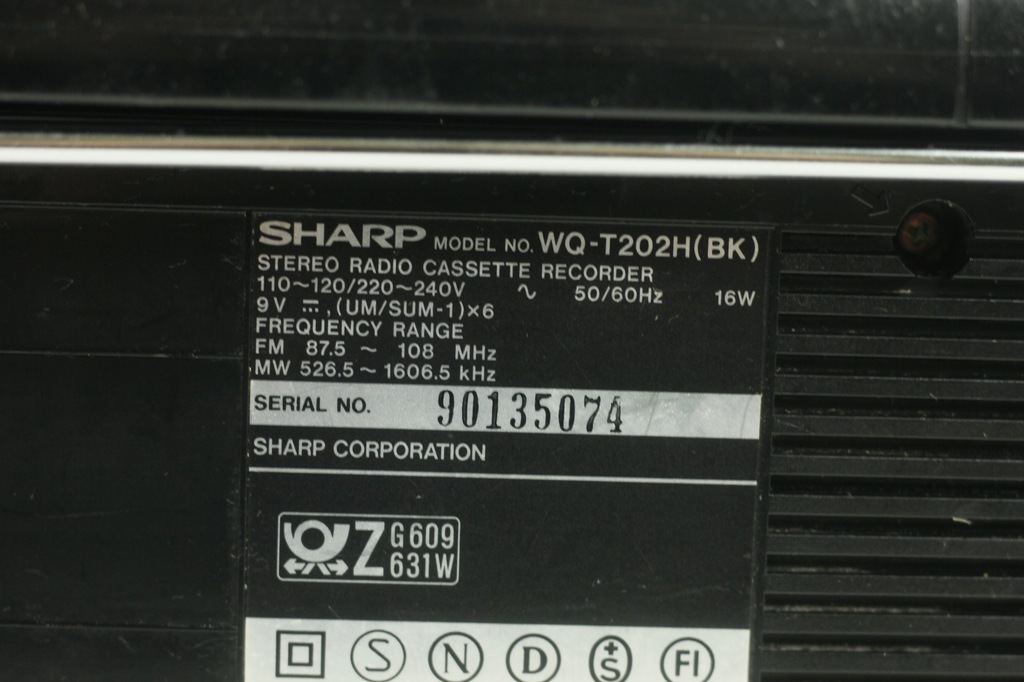 SHARP MODEL NO. WQ-T202H(BK)
STEREO RADIO CASSETTE RECORDER
110~120/220~240V ∿ 50/60Hz 16W
9V ⎓, (UM/SUM-1)×6
FREQUENCY RANGE
FM 87.5 ~ 108 MHz
MW 526.5 ~ 1606.5 kHz
SERIAL NO. 90135074
SHARP CORPORATION
Z G609
631W
S N D +S FI